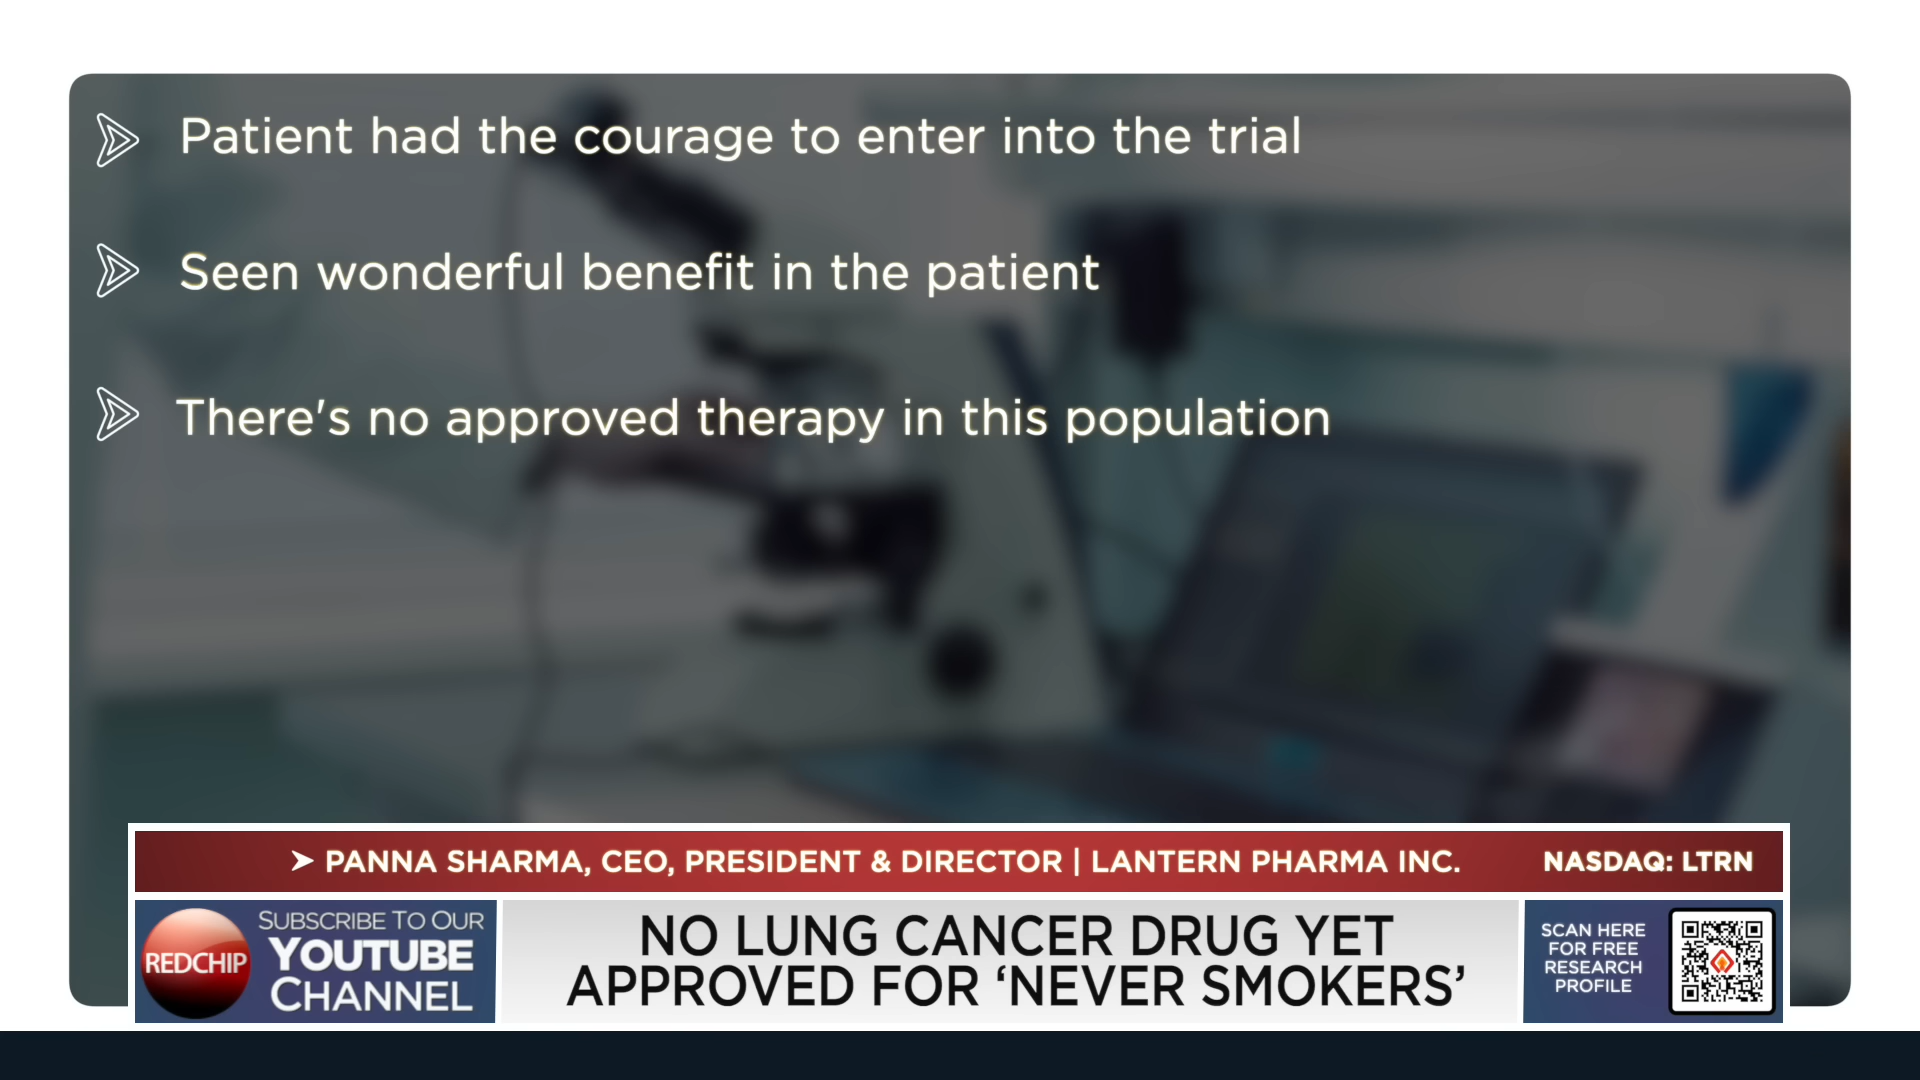 Patient had the courage to enter into the trial
Seen wonderful benefit in the patient
There's no approved therapy in this population
PANNA SHARMA, CEO, PRESIDENT & DIRECTOR | LANTERN PHARMA INC.
NASDAQ: LTRN
REDCHIP
SUBSCRIBE TO OUR
YOUTUBE
CHANNEL
NO LUNG CANCER DRUG YET
APPROVED FOR ‘NEVER SMOKERS’
SCAN HERE
FOR FREE
RESEARCH
PROFILE